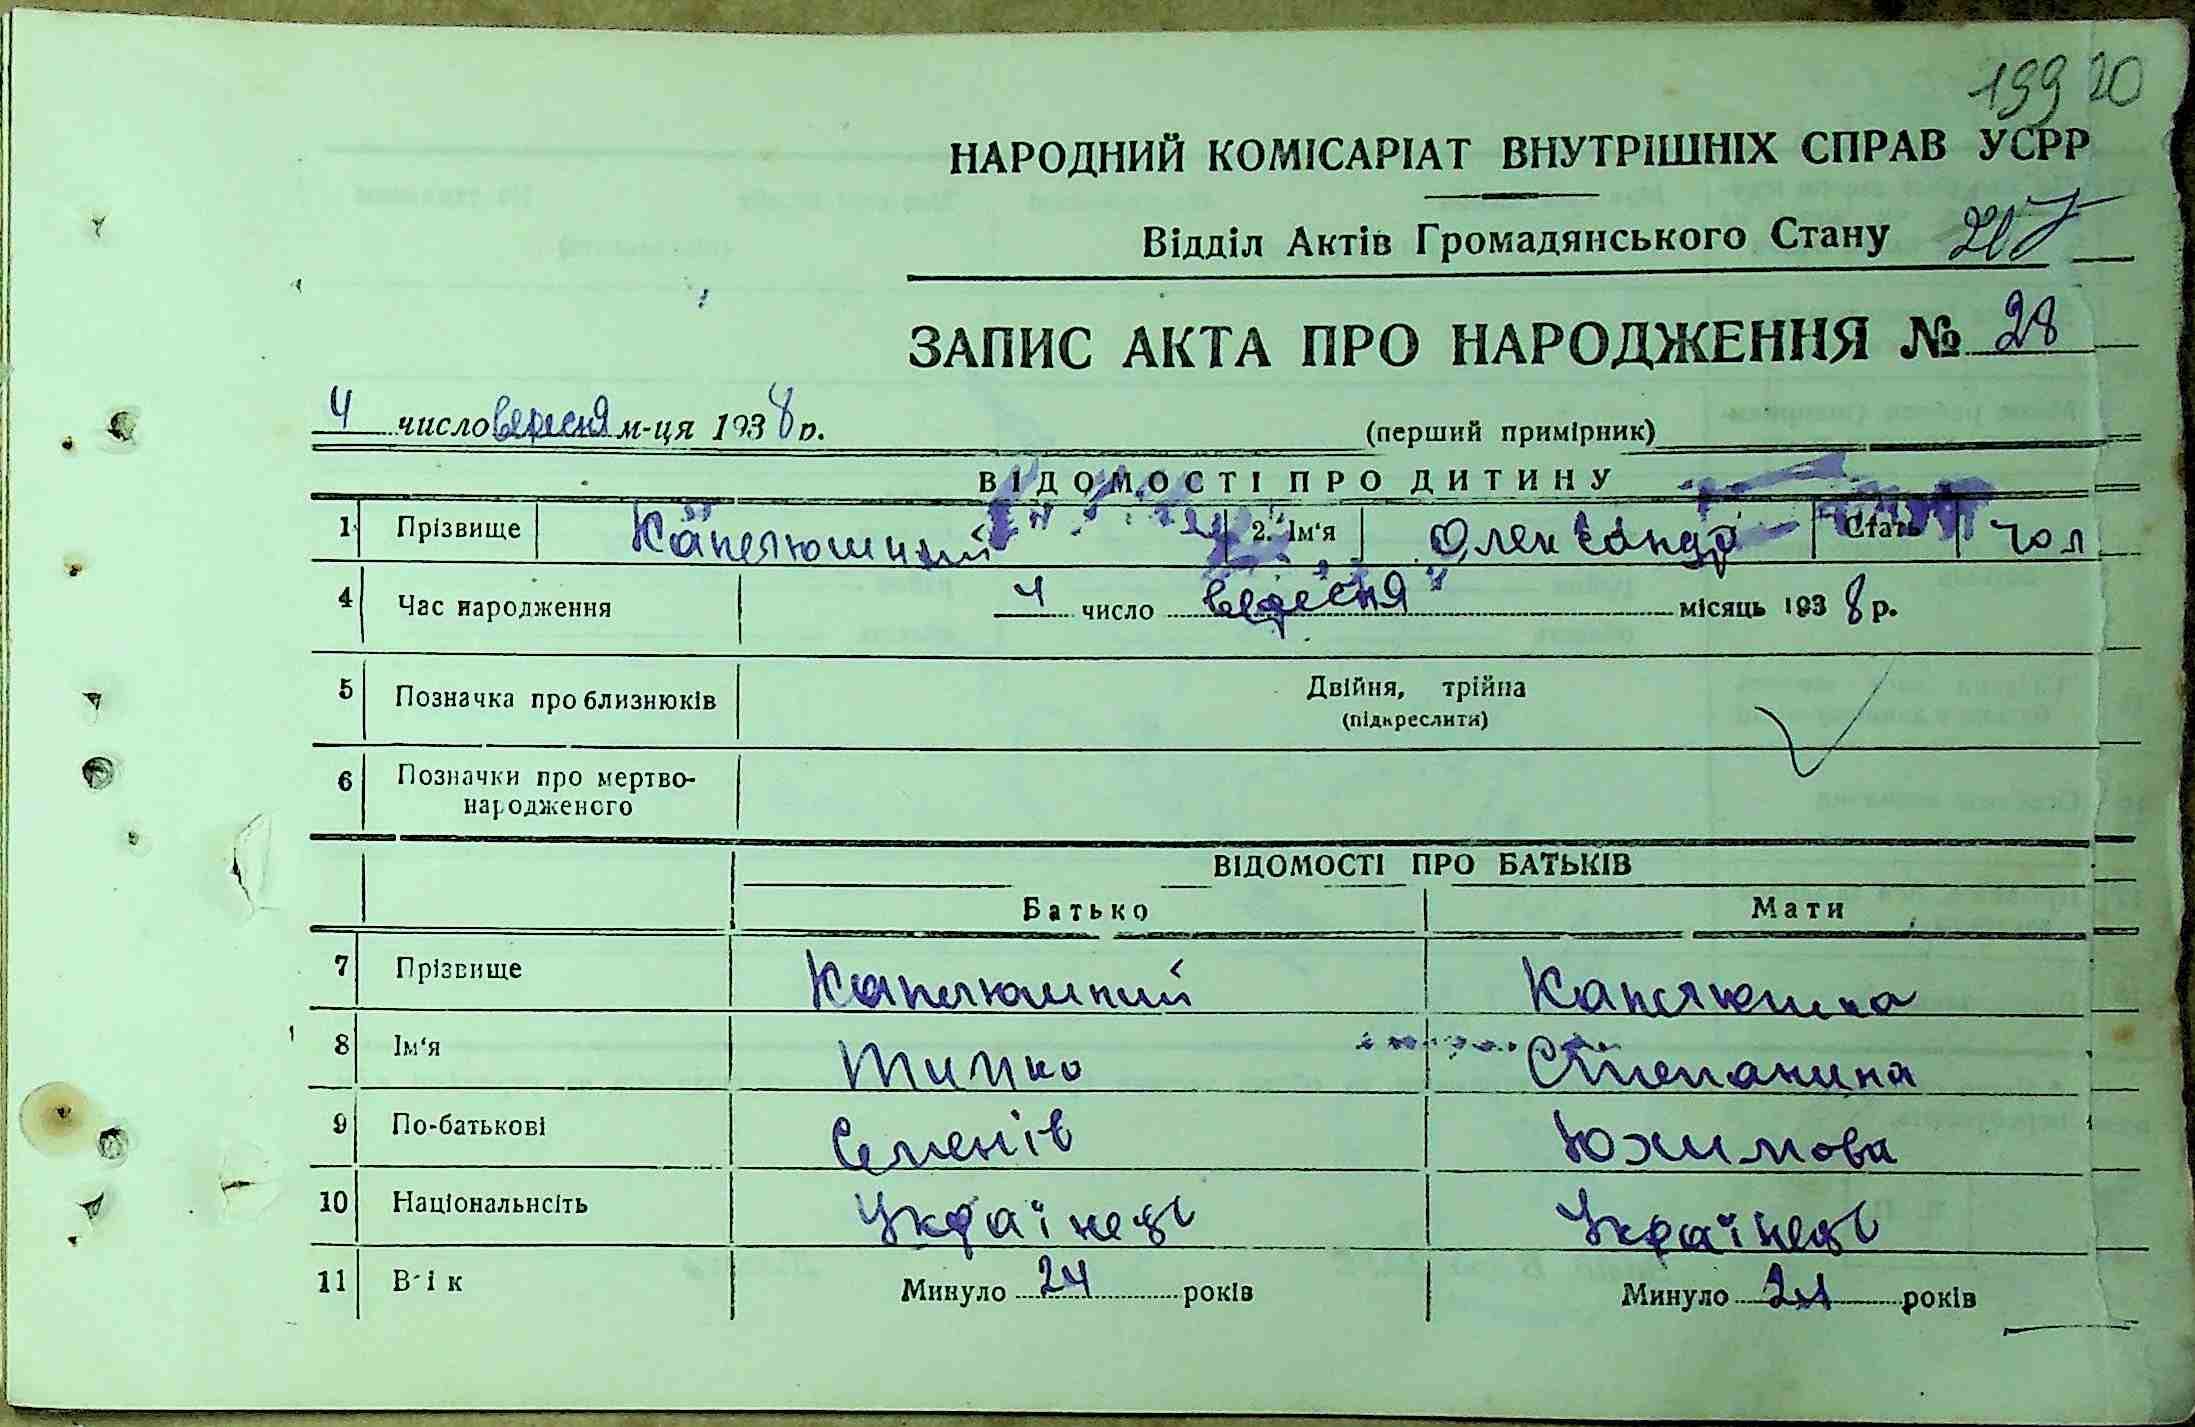 199 20
НАРОДНИЙ КОМІСАРІАТ ВНУТРІШНІХ СПРАВ УСРР
Відділ Актів Громадянського Стану
ЗАПИС АКТА ПРО НАРОДЖЕННЯ № 28
4 число вересня м-ця 1938 р.
(перший примірник)
ВІДОМОСТІ ПРО ДИТИНУ
1 Прізвище Капелюшний 2. Ім'я Олександр Стать чол
4 Час народження 4 число вересня місяць 1938 р.
5 Позначка про близнюків Двійня, трійна
(підкреслити)
6 Позначки про мертво-
народженого
ВІДОМОСТІ ПРО БАТЬКІВ
Батько Мати
7 Прізвище Капелюшний Капелюшна
8 Ім'я Тимко Степанина
9 По-батькові Семенів Юхимова
10 Національнсіть Українець Українець
11 Вік Минуло 24 років Минуло років